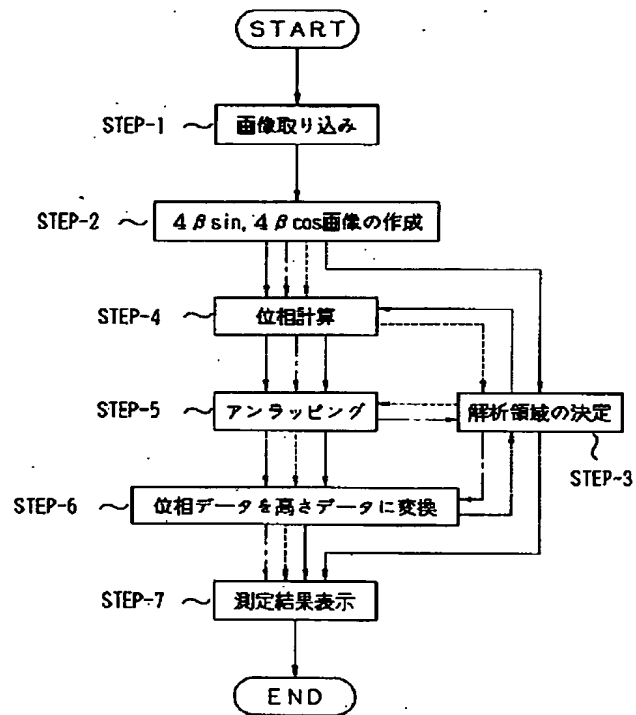 START
STEP-1 画像取り込み
STEP-2 4βsin, 4βcos画像の作成
STEP-4 位相計算
STEP-5 アンラッピング
解析領域の決定
STEP-3
STEP-6 位相データを高さデータに変換
STEP-7 測定結果表示
END